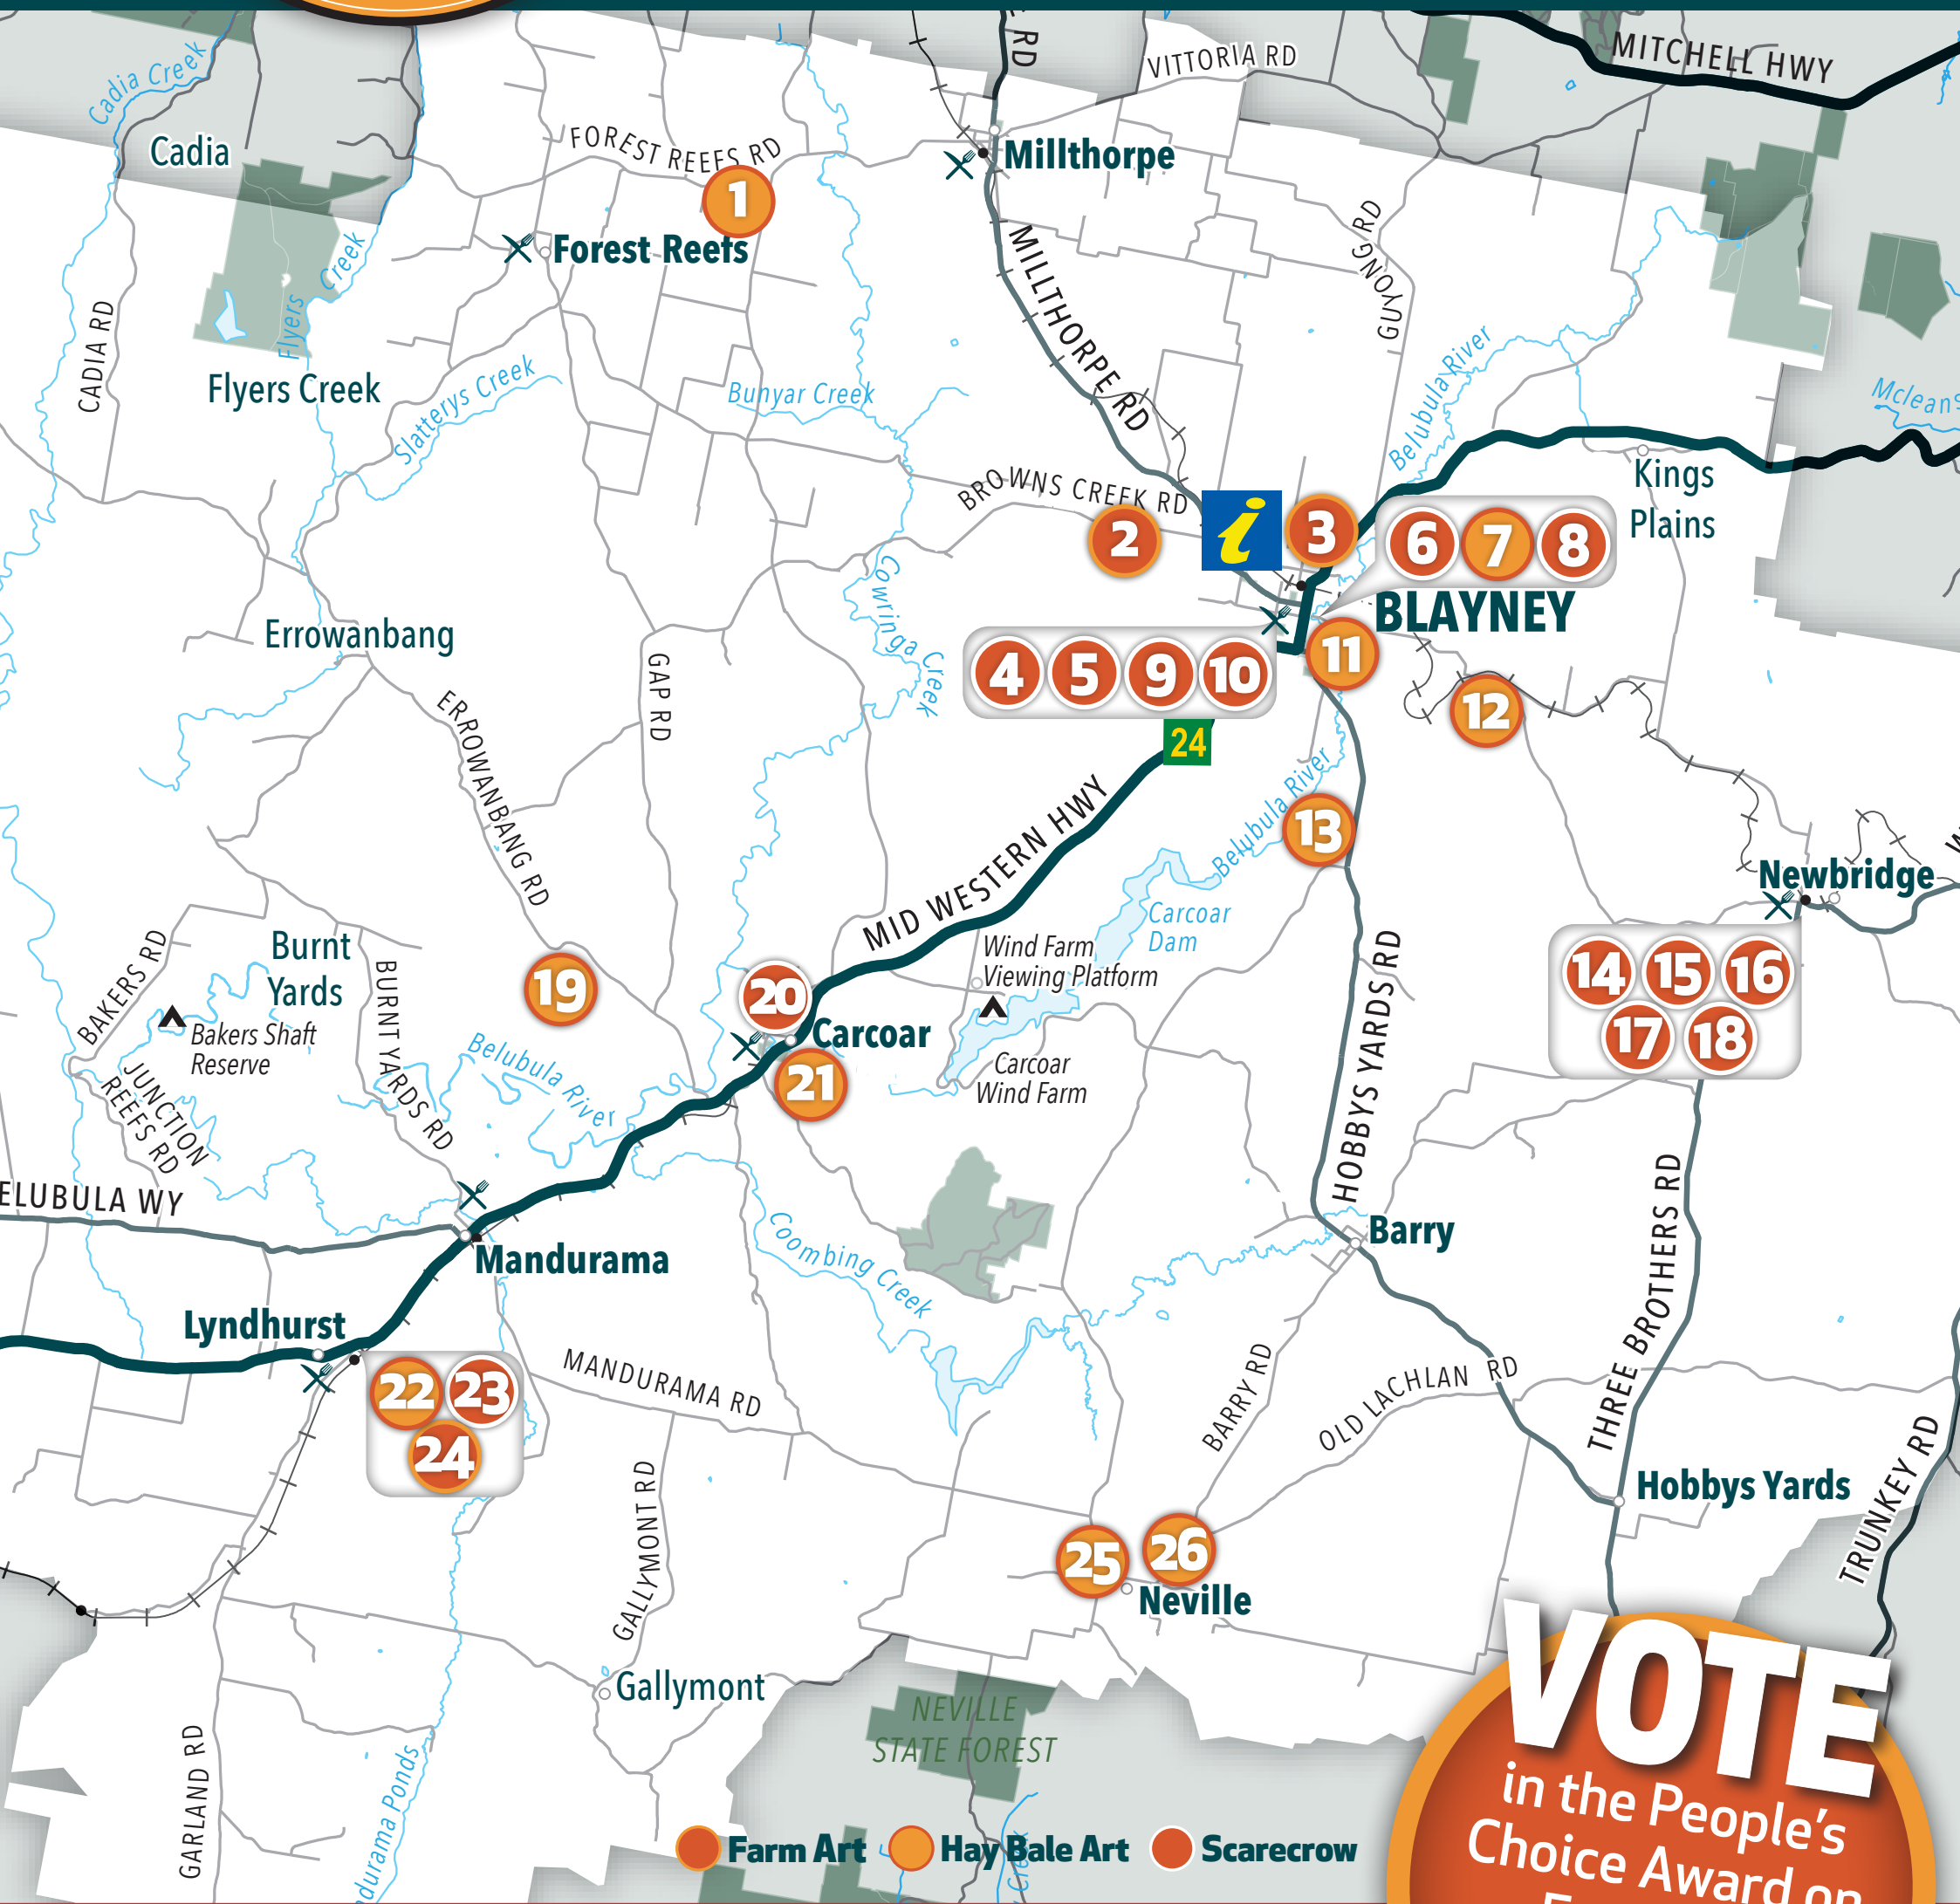 RD
VITTORIA RD
MITCHELL HWY
Cadia Creek
Cadia
FOREST REEFS RD
Millthorpe
1
Forest Reefs
GUYONG RD
Flyers Creek
MILLTHORPE RD
CADIA RD
Flyers Creek
Slatterys Creek
Bunyar Creek
Belubula River
Mcleans
Kings
Plains
BROWNS CREEK RD
2
i
3
6 7 8
BLAYNEY
Cowringa Creek
Errowanbang
4 5 9 10
11
12
GAP RD
24
ERROWANBANG RD
MID WESTERN HWY
Belubula River
13
Newbridge
Carcoar
Dam
Wind Farm
Viewing Platform
Burnt
Yards
BAKERS RD
BURNT YARDS RD
19
20
14 15 16
17 18
Bakers Shaft
Reserve
Carcoar
Belubula River
Carcoar
Wind Farm
21
JUNCTION
REEFS RD
HOBBYS YARDS RD
ELUBULA WY
Mandurama
Coombing Creek
Barry
THREE BROTHERS RD
Lyndhurst
22 23
24
MANDURAMA RD
BARRY RD
OLD LACHLAN RD
TRUNKEY RD
Hobbys Yards
GALLYMONT RD
25
26
Neville
Gallymont
NEVILLE
STATE FOREST
GARLAND RD
durama Ponds
Creek
Farm Art
Hay Bale Art
Scarecrow
VOTE
in the People's
Choice Award on